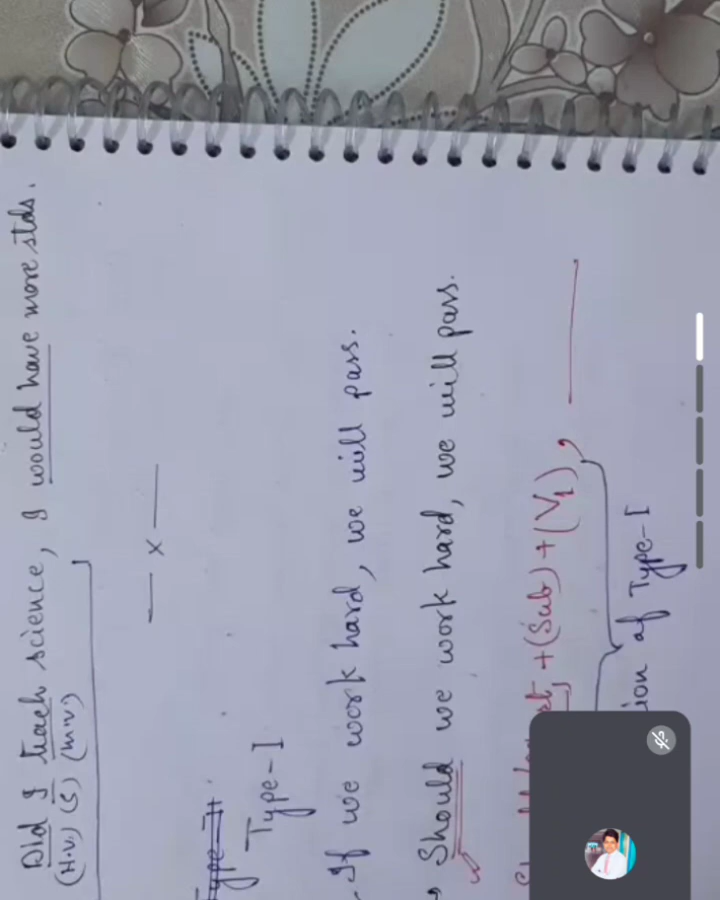 Did I teach science, I would have more stds.
(H.V.) (S) (m.v.)
— x —
Type-II
Type-I
If we work hard, we will pass.
Should we work hard, we will pass.
+ (Sub) + (V1), ———
of Type-I